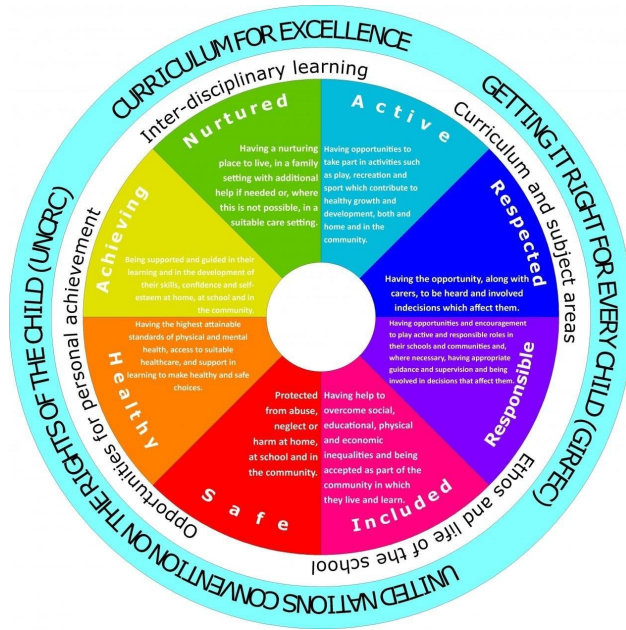 CURRICULUM FOR EXCELLENCE
GETTING IT RIGHT FOR EVERY CHILD (GIRFEC)
UNITED NATIONS CONVENTION ON THE RIGHTS OF THE CHILD (UNCRC)
Inter-disciplinary learning
Curriculum and subject areas
Ethos and life of the school
Opportunities for personal achievement
Nurtured
Having a nurturing
place to live, in a family
setting with additional
help if needed or, where
this is not possible, in a
suitable care setting.
Active
Having opportunities to
take part in activities such
as play, recreation and
sport which contribute to
healthy growth and
development, both and
home and in the
community.
Respected
Having the opportunity, along with
carers, to be heard and involved
indecisions which affect them.
Responsible
Having opportunities and encouragement
to play active and responsible roles in
their schools and communities and,
where necessary, having appropriate
guidance and supervision and being
involved in decisions that affect them.
Included
Having help to
overcome social,
educational, physical
and economic
inequalities and being
accepted as part of the
community in which
they live and learn.
Safe
Protected
from abuse,
neglect or
harm at home,
at school and in
the community.
Healthy
Having the highest attainable
standards of physical and mental
health, access to suitable
healthcare, and support in
learning to make healthy and safe
choices.
Achieving
Being supported and guided in their
learning and in the development of
their skills, confidence and self-
esteem at home, at school and in
the community.